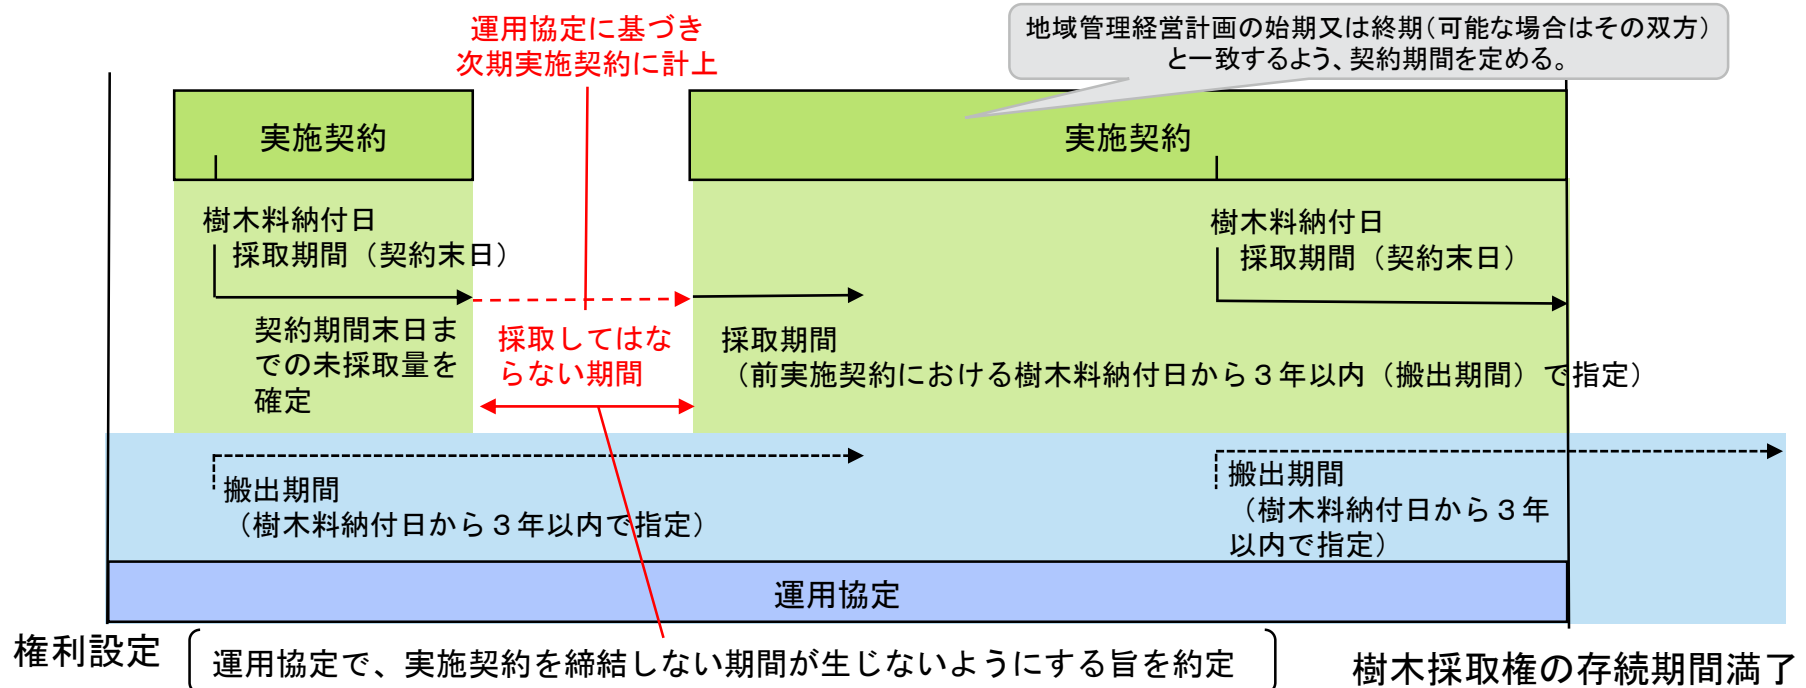 運用協定に基づき
次期実施契約に計上
地域管理経営計画の始期又は終期（可能な場合はその双方）
と一致するよう、契約期間を定める。
実施契約
実施契約
樹木料納付日
採取期間（契約末日）
樹木料納付日
採取期間（契約末日）
契約期間末日ま
での未採取量を
確定
採取してはな
らない期間
採取期間
（前実施契約における樹木料納付日から３年以内（搬出期間）で指定）
搬出期間
（樹木料納付日から３年以内で指定）
搬出期間
（樹木料納付日から３年
以内で指定）
運用協定
権利設定
運用協定で、実施契約を締結しない期間が生じないようにする旨を約定
樹木採取権の存続期間満了